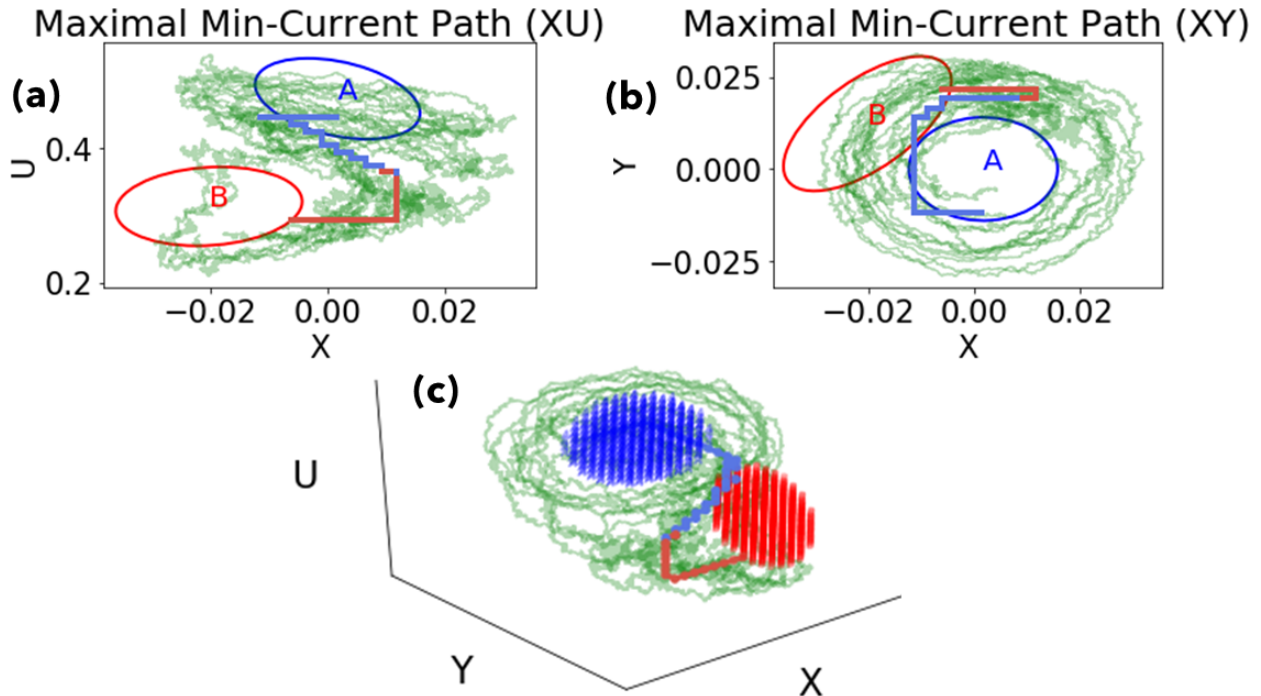 Maximal Min-Current Path (XU)
(a)
A
B
U
0.4
0.2
−0.02 0.00 0.02
X
Maximal Min-Current Path (XY)
(b)
B
A
Y
0.025
0.000
−0.025
−0.02 0.00 0.02
X
(c)
U
Y
X